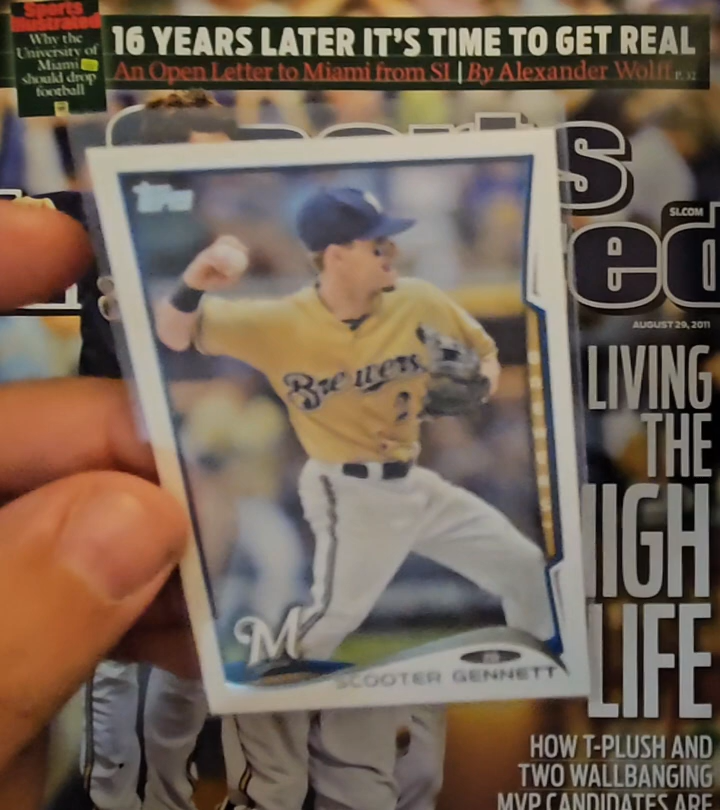 Sports
Illustrated
Why the
University of
Miami
should drop
football
16 YEARS LATER IT'S TIME TO GET REAL
An Open Letter to Miami from SI | By Alexander Wolff P. 32
SI.COM
AUGUST 29, 2011
Topps
Brewers
2
M
SCOOTER GENNETT
LIVING
THE
HIGH
LIFE
HOW T-PLUSH AND
TWO WALLBANGING
MVP CANDIDATES ARE